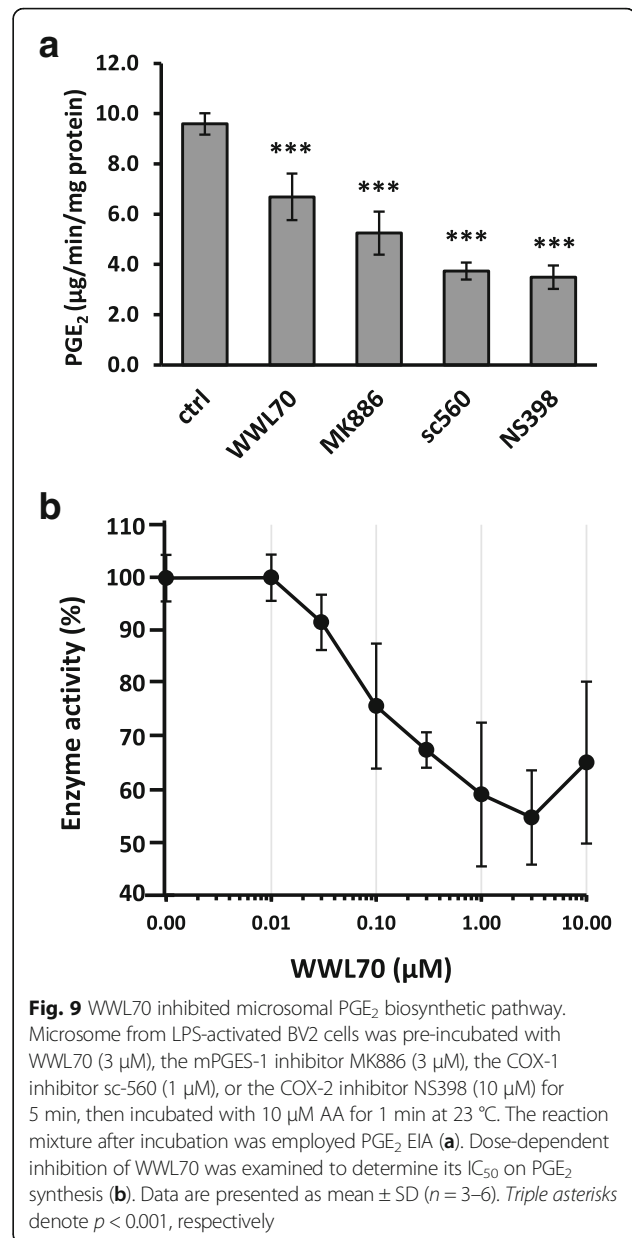 a
12.0
10.0
8.0
6.0
4.0
2.0
0.0
PGE₂ (µg/min/mg protein)
***
***
***
***
ctrl
WWL70
MK886
sc560
NS398
b
110
100
90
80
70
60
50
40
Enzyme activity (%)
0.00
0.01
0.10
1.00
10.00
WWL70 (µM)
Fig. 9 WWL70 inhibited microsomal PGE₂ biosynthetic pathway.
Microsome from LPS-activated BV2 cells was pre-incubated with
WWL70 (3 µM), the mPGES-1 inhibitor MK886 (3 µM), the COX-1
inhibitor sc-560 (1 µM), or the COX-2 inhibitor NS398 (10 µM) for
5 min, then incubated with 10 µM AA for 1 min at 23 °C. The reaction
mixture after incubation was employed PGE₂ EIA (a). Dose-dependent
inhibition of WWL70 was examined to determine its IC₅₀ on PGE₂
synthesis (b). Data are presented as mean ± SD (n = 3–6). Triple asterisks
denote p < 0.001, respectively